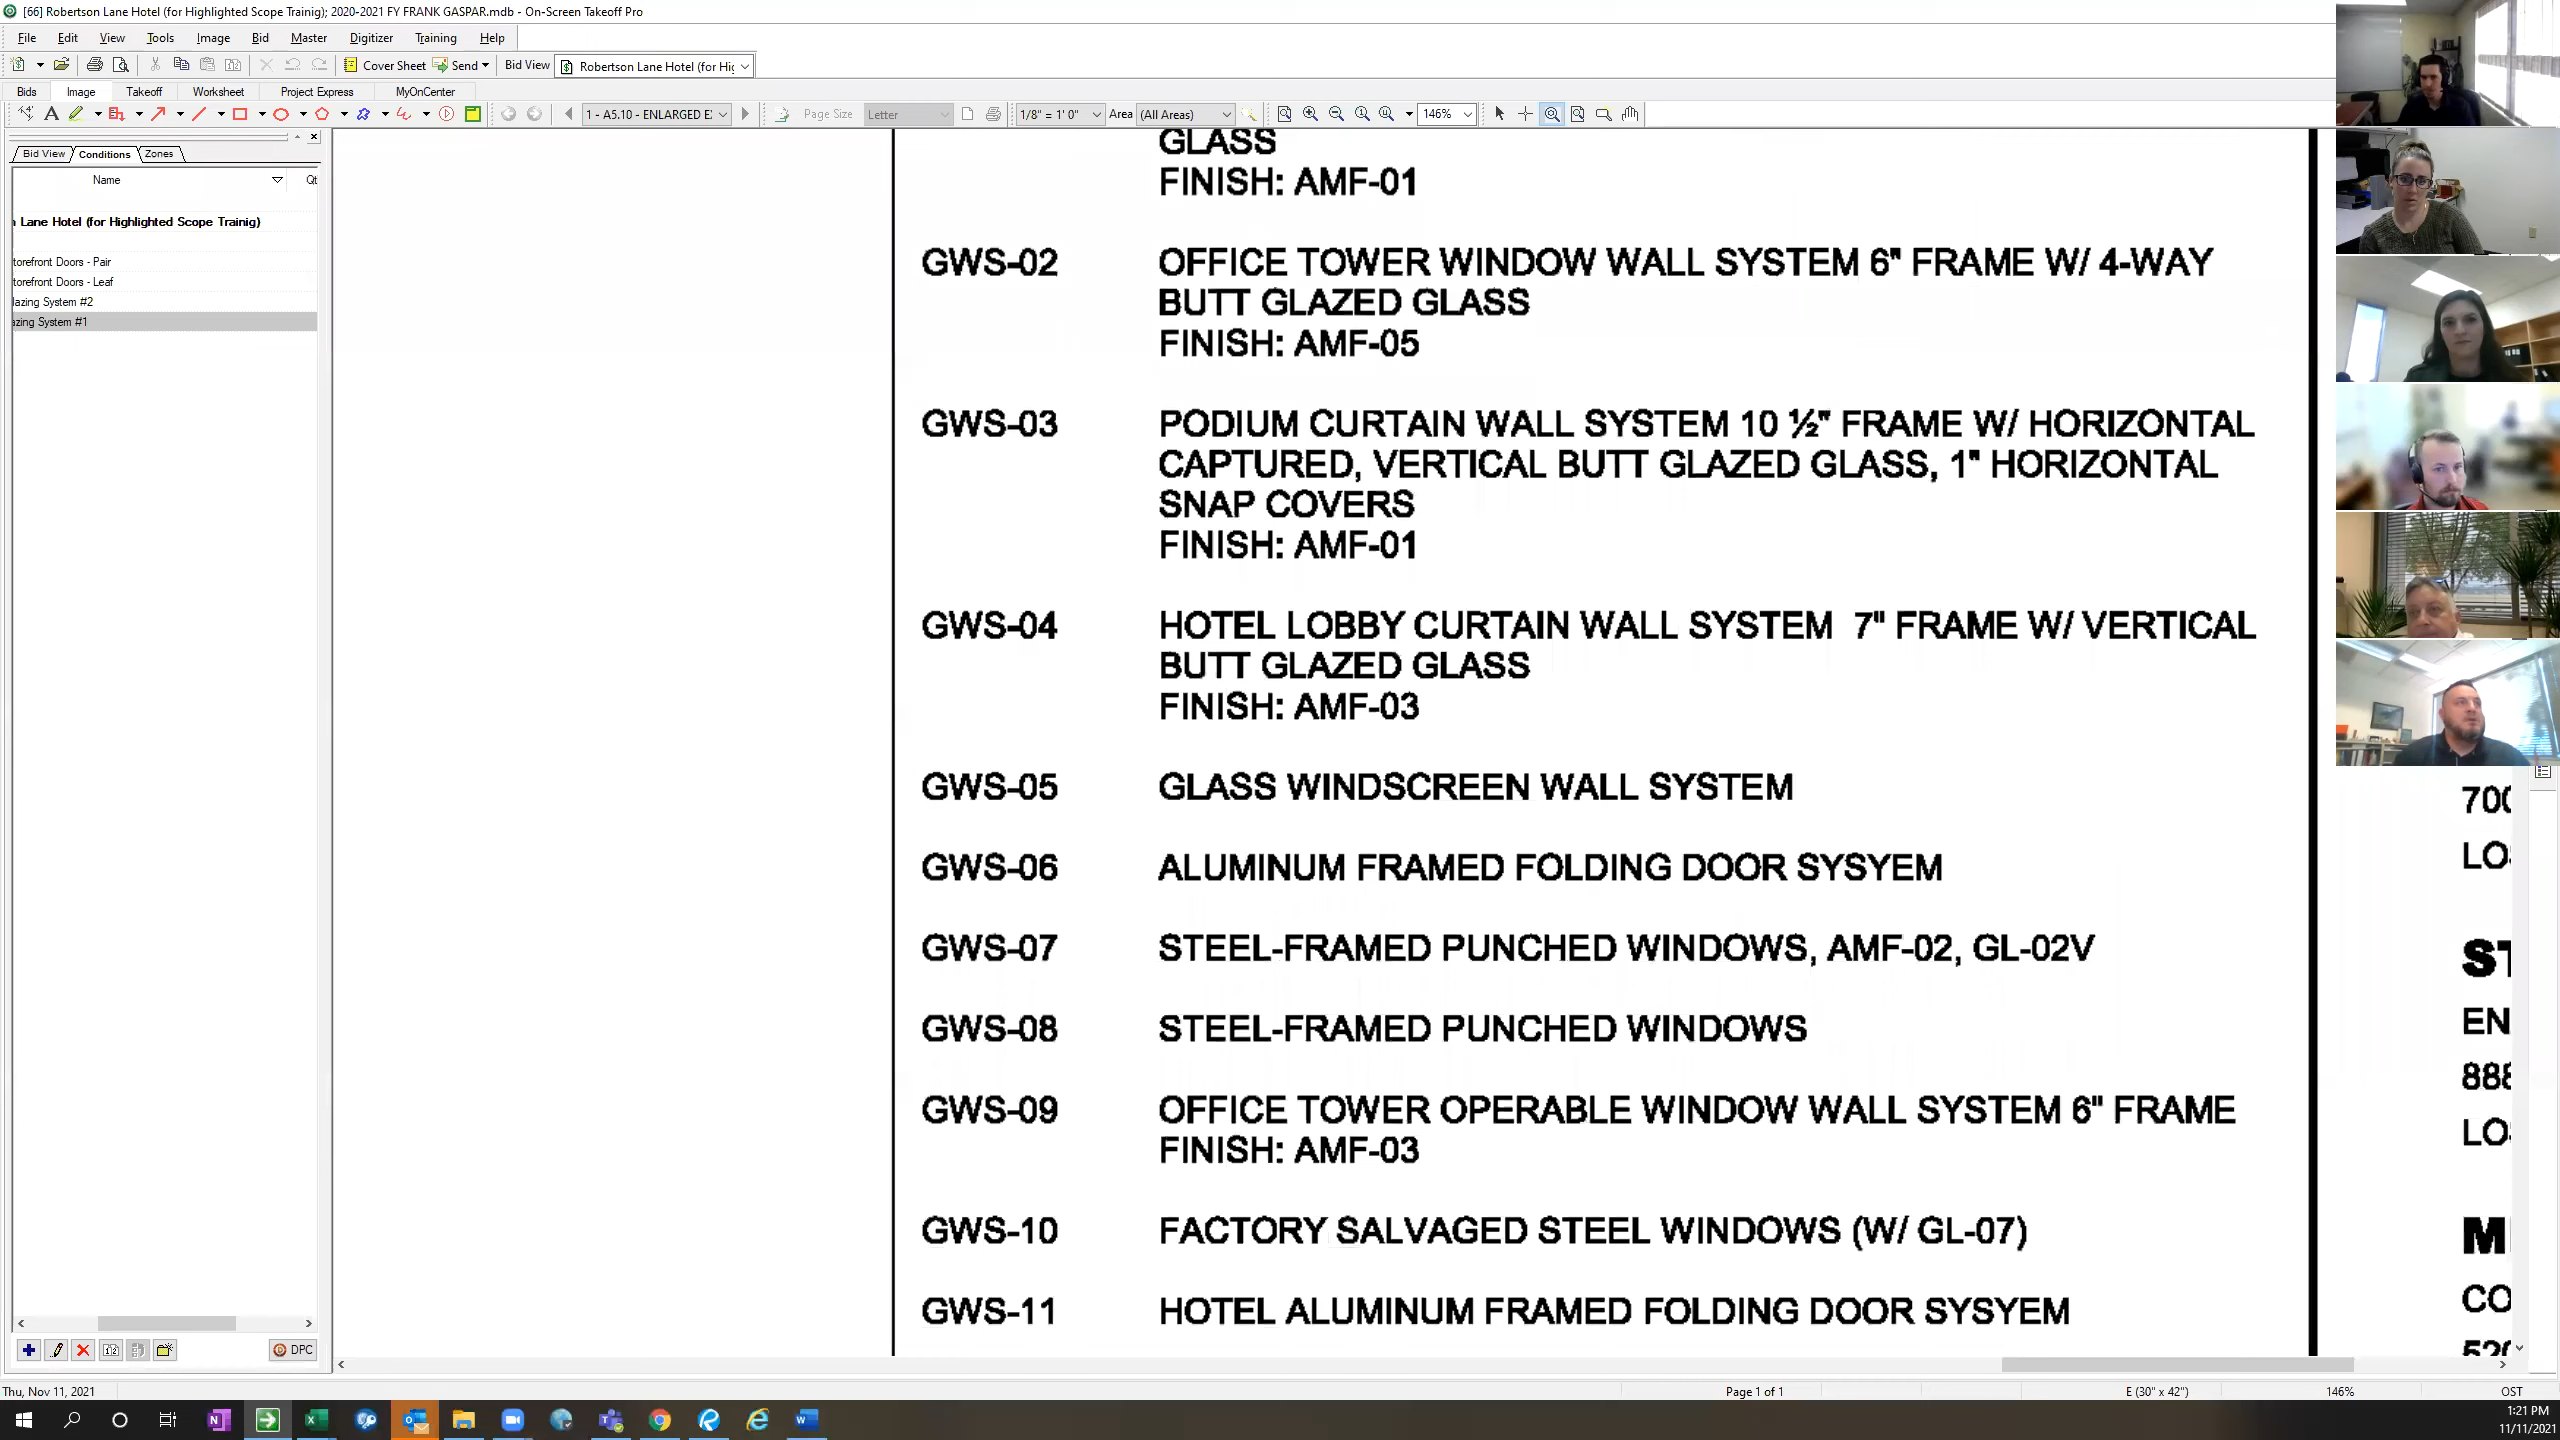 [66] Robertson Lane Hotel (for Highlighted Scope Trainig); 2020-2021 FY FRANK GASPAR.mdb - On-Screen Takeoff Pro
File Edit View Tools Image Bid Master Digitizer Training Help
Cover Sheet Send Bid View Robertson Lane Hotel (for Hig
Bids Image Takeoff Worksheet Project Express MyOnCenter
1 - A5.10 - ENLARGED E Page Size Letter 1/8" = 1' 0" Area (All Areas) 146%
Bid View Conditions Zones
Name Qt
Lane Hotel (for Highlighted Scope Trainig)
torefront Doors - Pair
torefront Doors - Leaf
lazing System #2
azing System #1
GLASS
FINISH: AMF-01
GWS-02 OFFICE TOWER WINDOW WALL SYSTEM 6" FRAME W/ 4-WAY
BUTT GLAZED GLASS
FINISH: AMF-05
GWS-03 PODIUM CURTAIN WALL SYSTEM 10 ½" FRAME W/ HORIZONTAL
CAPTURED, VERTICAL BUTT GLAZED GLASS, 1" HORIZONTAL
SNAP COVERS
FINISH: AMF-01
GWS-04 HOTEL LOBBY CURTAIN WALL SYSTEM 7" FRAME W/ VERTICAL
BUTT GLAZED GLASS
FINISH: AMF-03
GWS-05 GLASS WINDSCREEN WALL SYSTEM
GWS-06 ALUMINUM FRAMED FOLDING DOOR SYSYEM
GWS-07 STEEL-FRAMED PUNCHED WINDOWS, AMF-02, GL-02V
GWS-08 STEEL-FRAMED PUNCHED WINDOWS
GWS-09 OFFICE TOWER OPERABLE WINDOW WALL SYSTEM 6" FRAME
FINISH: AMF-03
GWS-10 FACTORY SALVAGED STEEL WINDOWS (W/ GL-07)
GWS-11 HOTEL ALUMINUM FRAMED FOLDING DOOR SYSYEM
700
LOS
ST
EN
888
LOS
M
CO
520
DPC
Thu, Nov 11, 2021 Page 1 of 1 E (30" x 42") 146% OST
1:21 PM
11/11/2021